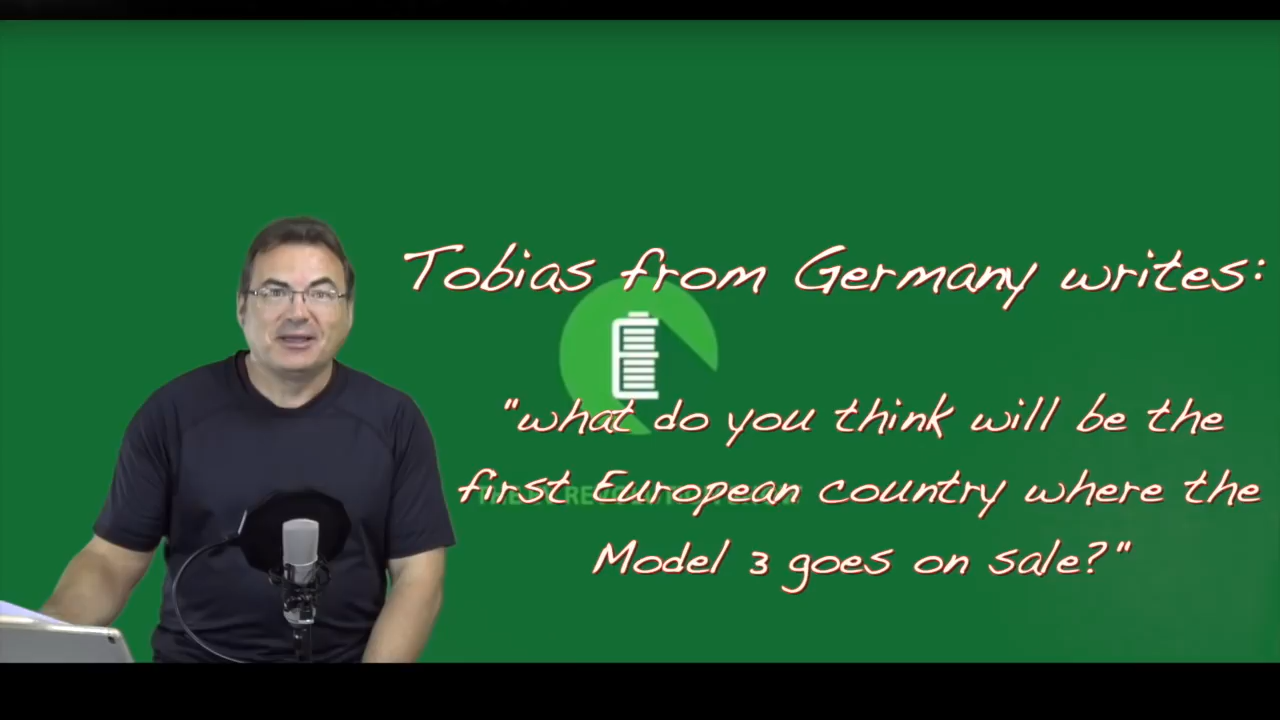 Tobias from Germany writes:
"what do you think will be the
first European country where the
Model 3 goes on sale?"